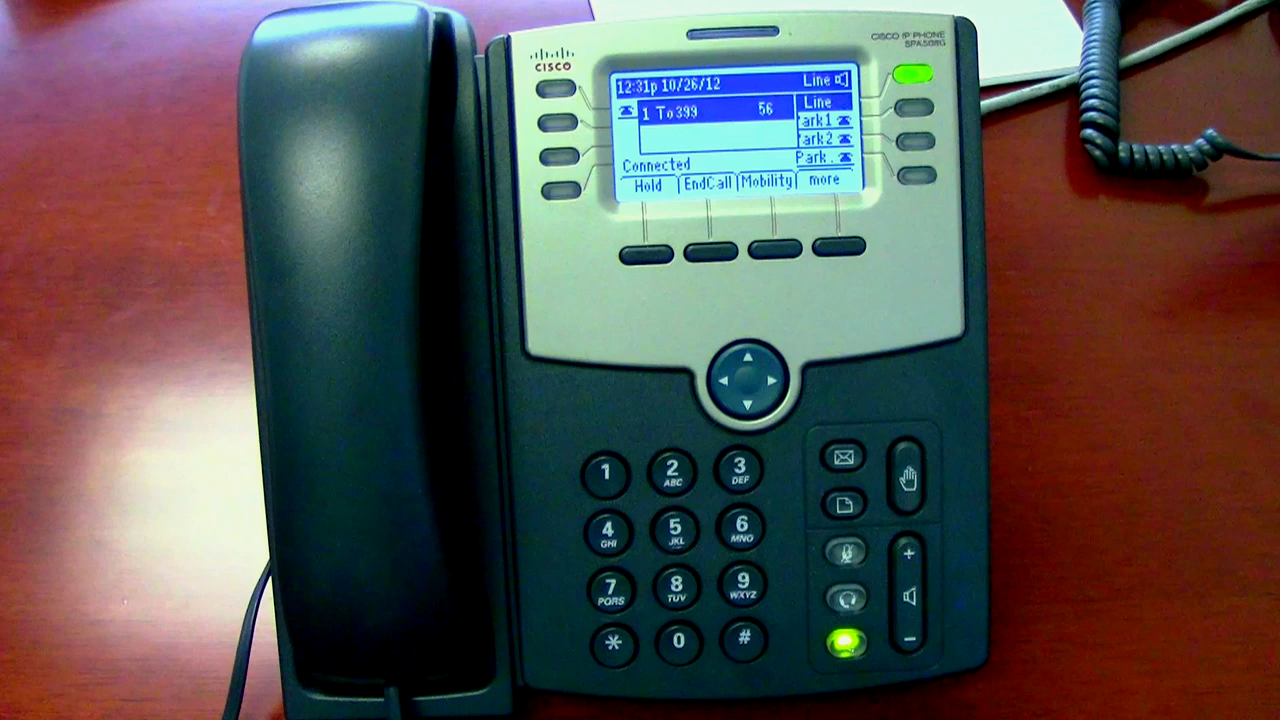 CISCO
CISCO IP PHONE
SPA508G
12:31p 10/26/12 Line
1 To 399 56
Line
ark1
ark2
Park .
Connected
Hold EndCall Mobility more
1
2 ABC
3 DEF
4 GHI
5 JKL
6 MNO
7 PQRS
8 TUV
9 WXYZ
*
0
#
+
−